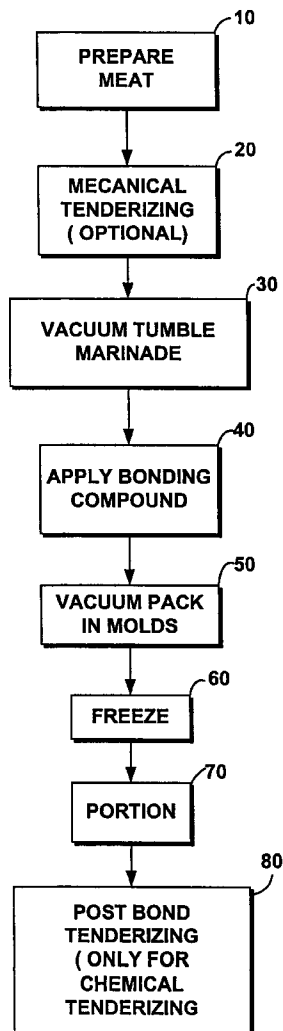 10
PREPARE
MEAT
20
MECANICAL
TENDERIZING
( OPTIONAL)
30
VACUUM TUMBLE
MARINADE
40
APPLY BONDING
COMPOUND
50
VACUUM PACK
IN MOLDS
60
FREEZE
70
PORTION
80
POST BOND
TENDERIZING
( ONLY FOR
CHEMICAL
TENDERIZING